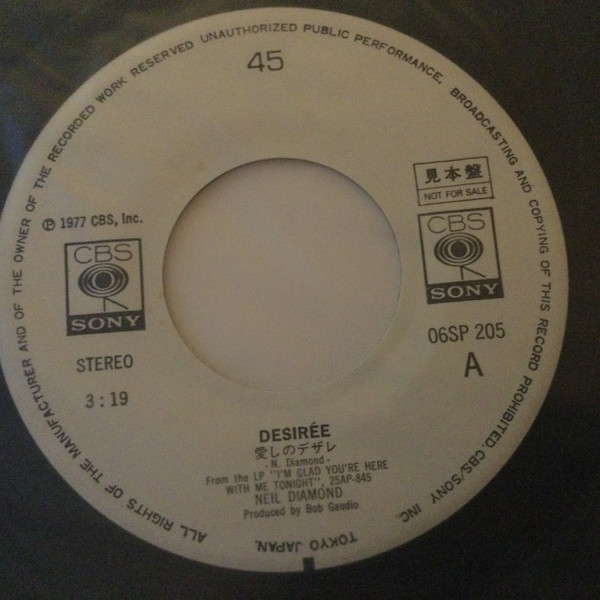 ALL RIGHTS OF THE MANUFACTURER AND OF THE OWNER OF THE RECORDED WORK RESERVED UNAUTHORIZED PUBLIC PERFORMANCE, BROADCASTING AND COPYING OF THIS RECORD PROHIBITED. CBS/SONY INC.
45
見本盤
NOT FOR SALE
℗ 1977 CBS, Inc.
CBS
SONY
CBS
SONY
06SP 205
STEREO
A
3:19
DESIRÉE
愛しのデザレ
- N. Diamond -
From the LP "I'M GLAD YOU'RE HERE
WITH ME TONIGHT", 25AP-845
NEIL DIAMOND
Produced by Bob Gaudio
TOKYO JAPAN.